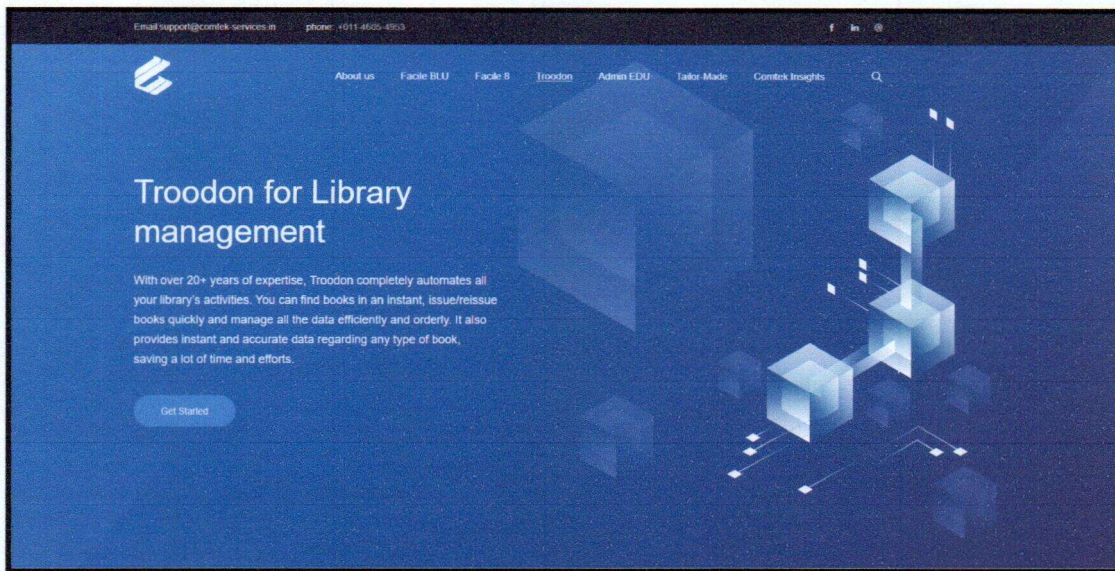 Email:support@comtek-services.in phone: +011-4605-4953
f in
About us Facile BLU Facile 8 Troodon Admin EDU Tailor-Made Comtek Insights
Troodon for Library
management
With over 20+ years of expertise, Troodon completely automates all
your library's activities. You can find books in an instant, issue/reissue
books quickly and manage all the data efficiently and orderly. It also
provides instant and accurate data regarding any type of book,
saving a lot of time and efforts.
Get Started